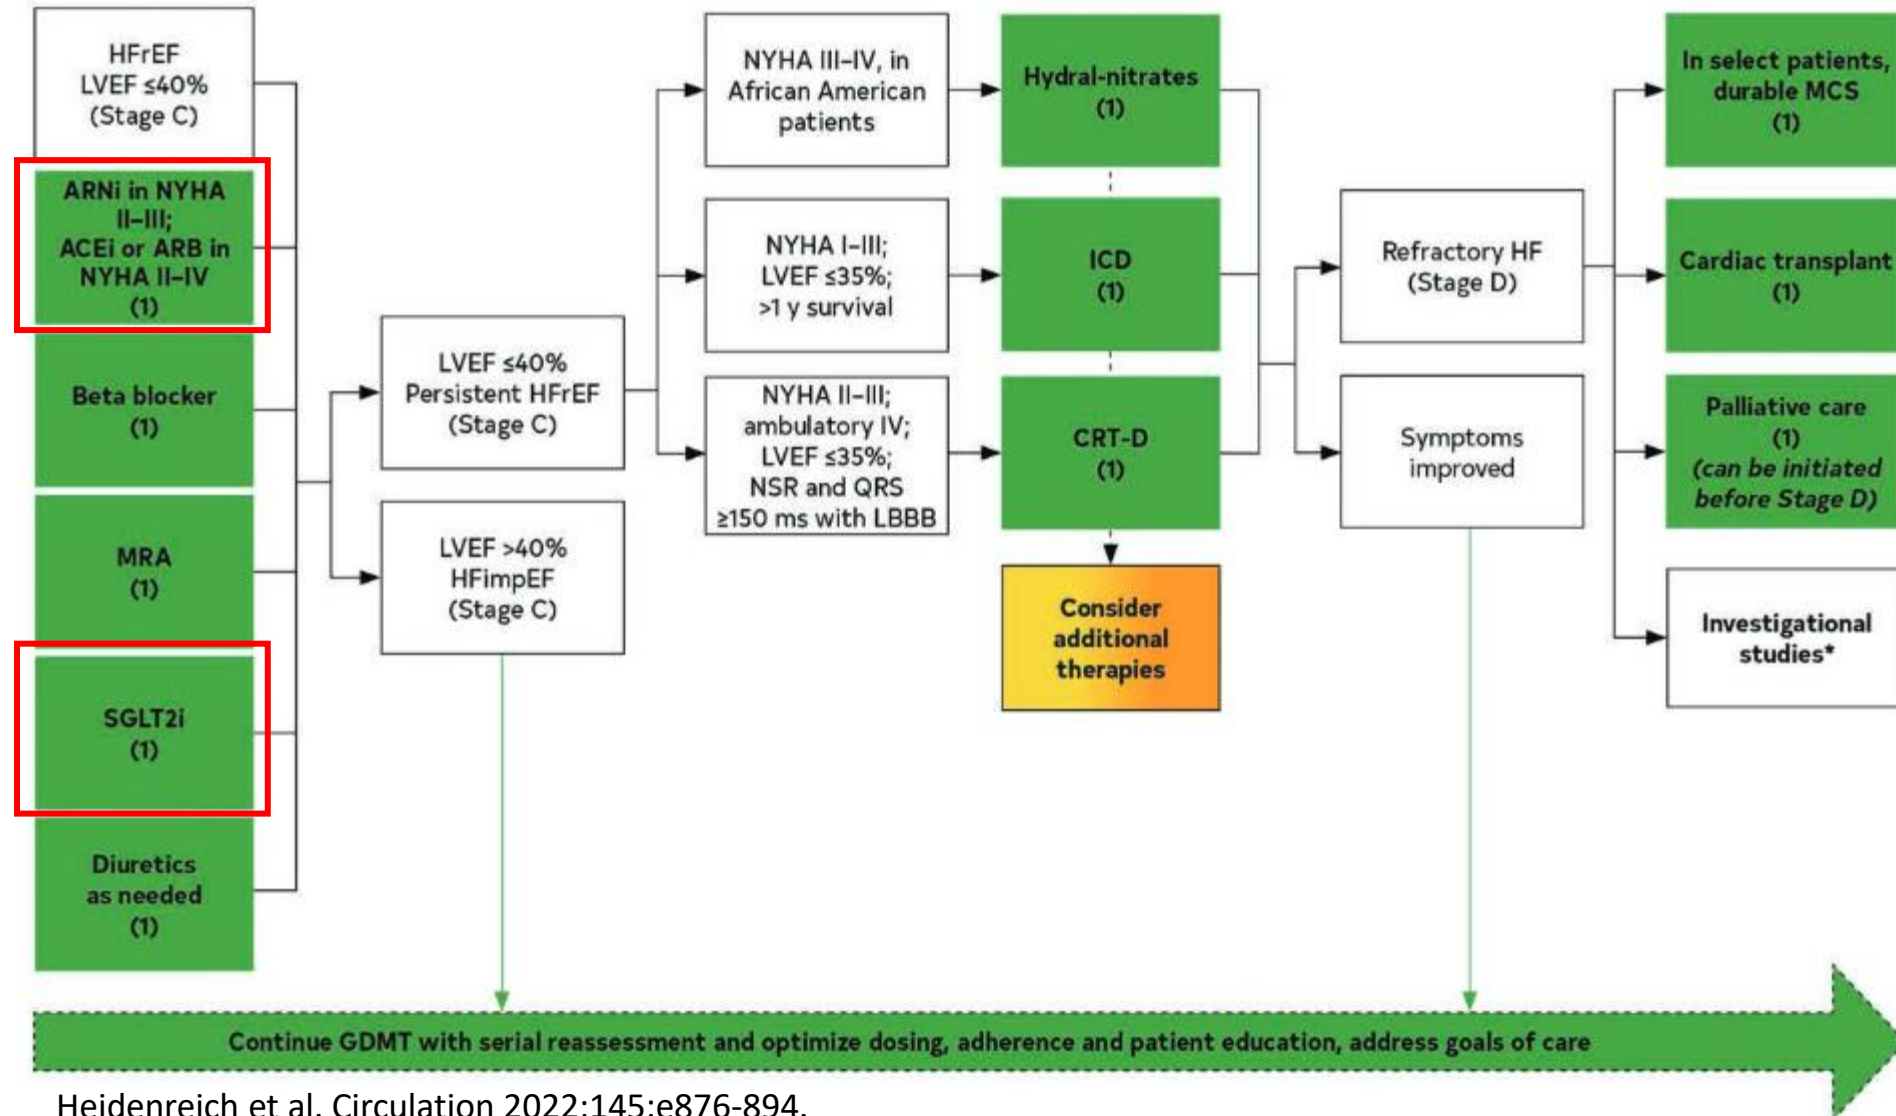 HFrEF
LVEF ≤40%
(Stage C)
ARNi in NYHA
II–III;
ACEi or ARB in
NYHA II–IV
(1)
Beta blocker
(1)
MRA
(1)
SGLT2i
(1)
Diuretics
as needed
(1)
LVEF ≤40%
Persistent HFrEF
(Stage C)
LVEF >40%
HFimpEF
(Stage C)
NYHA III–IV, in
African American
patients
NYHA I–III;
LVEF ≤35%;
>1 y survival
NYHA II–III;
ambulatory IV;
LVEF ≤35%;
NSR and QRS
≥150 ms with LBBB
Hydral-nitrates
(1)
ICD
(1)
CRT-D
(1)
Consider
additional
therapies
Refractory HF
(Stage D)
Symptoms
improved
In select patients,
durable MCS
(1)
Cardiac transplant
(1)
Palliative care
(1)
(can be initiated
before Stage D)
Investigational
studies*
Continue GDMT with serial reassessment and optimize dosing, adherence and patient education, address goals of care
Heidenreich et al. Circulation 2022;145:e876-894.